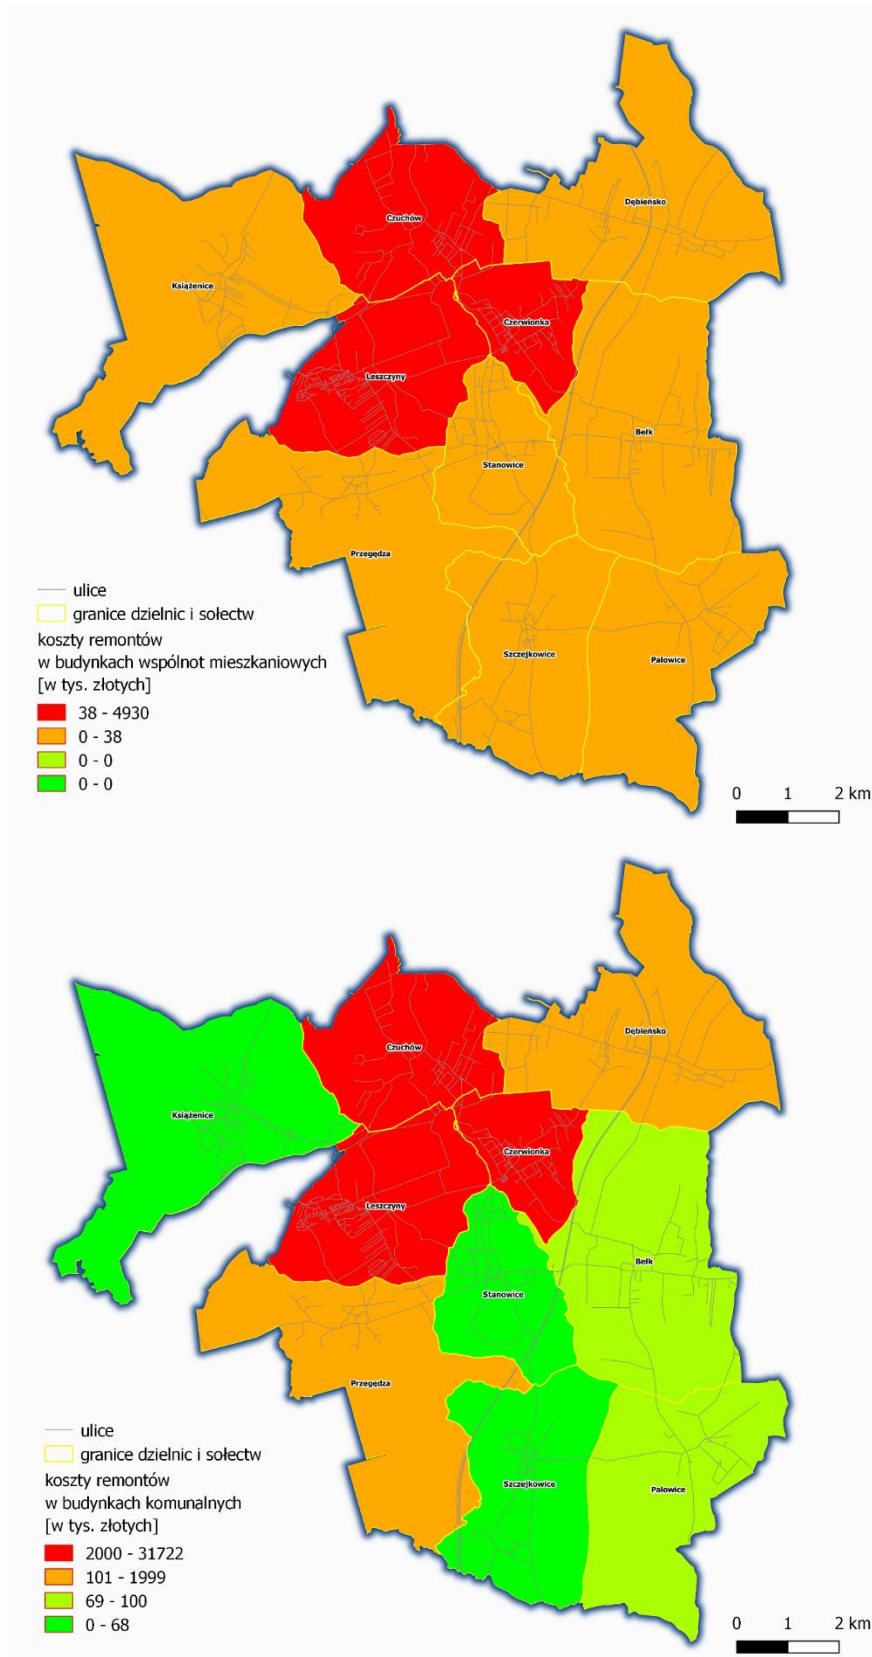 Dębieńsko
Czuchów
Książenice
Czerwionka
Leszczyny
Bełk
Stanowice
Przegędza
Szczejkowice
Palowice
ulice
granice dzielnic i sołectw
koszty remontów
w budynkach wspólnot mieszkaniowych
[w tys. złotych]
38 - 4930
0 - 38
0 - 0
0 - 0
0 1 2 km
Dębieńsko
Czuchów
Książenice
Czerwionka
Leszczyny
Bełk
Stanowice
Przegędza
Szczejkowice
Palowice
ulice
granice dzielnic i sołectw
koszty remontów
w budynkach komunalnych
[w tys. złotych]
2000 - 31722
101 - 1999
69 - 100
0 - 68
0 1 2 km